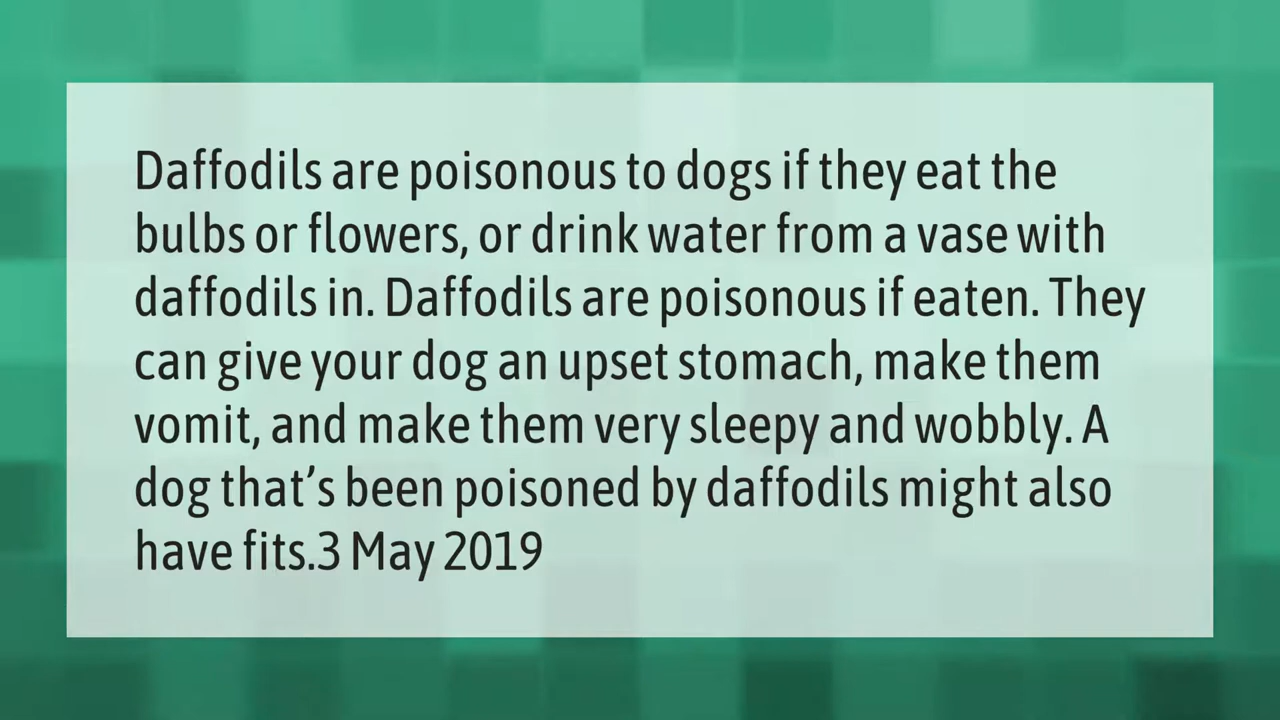 Daffodils are poisonous to dogs if they eat the
bulbs or flowers, or drink water from a vase with
daffodils in. Daffodils are poisonous if eaten. They
can give your dog an upset stomach, make them
vomit, and make them very sleepy and wobbly. A
dog that’s been poisoned by daffodils might also
have fits.3 May 2019